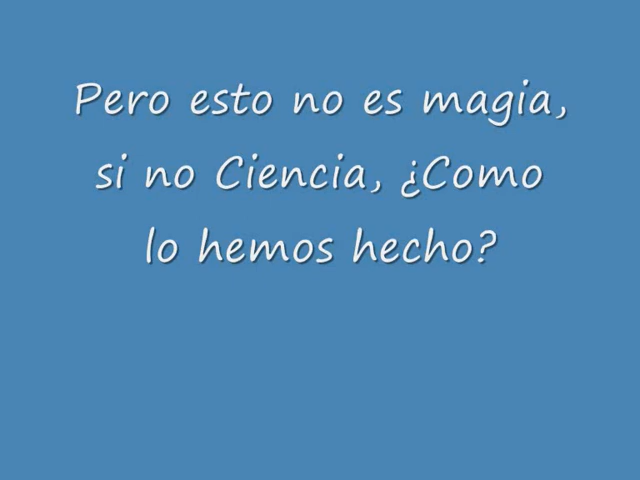 Pero esto no es magia,
si no Ciencia, ¿Como
lo hemos hecho?